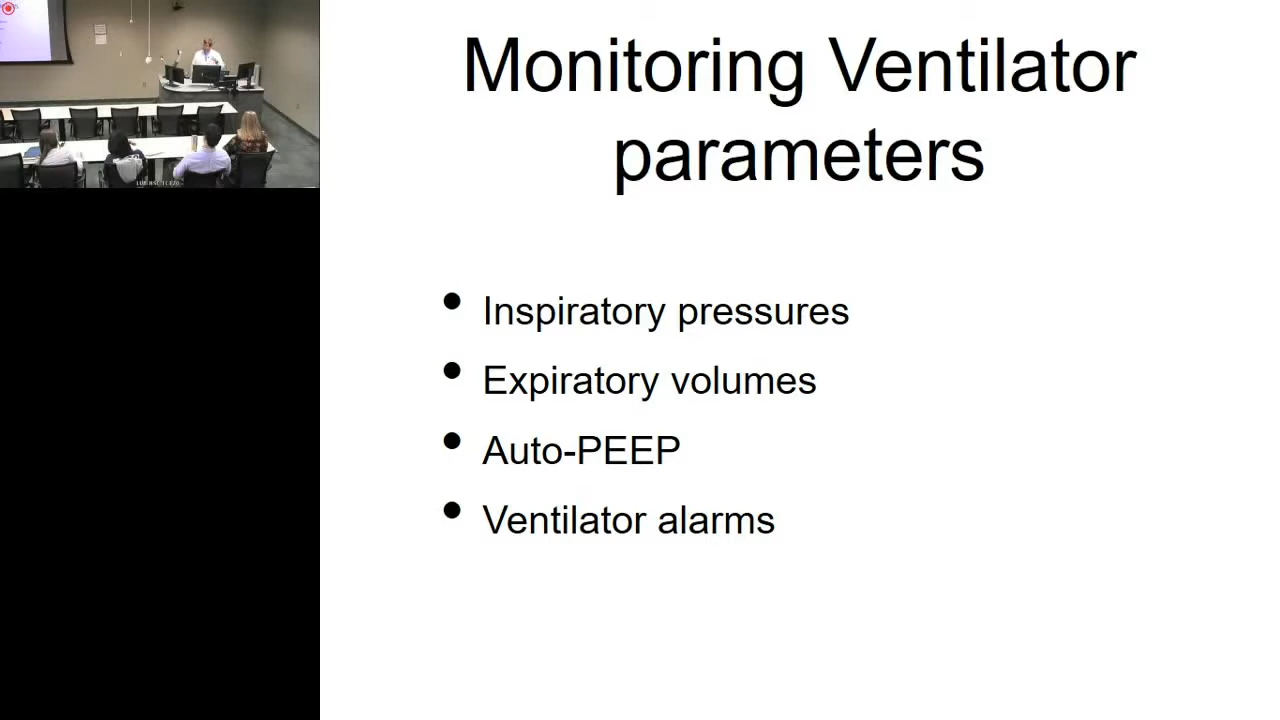 Monitoring Ventilator
parameters
• Inspiratory pressures
• Expiratory volumes
• Auto-PEEP
• Ventilator alarms